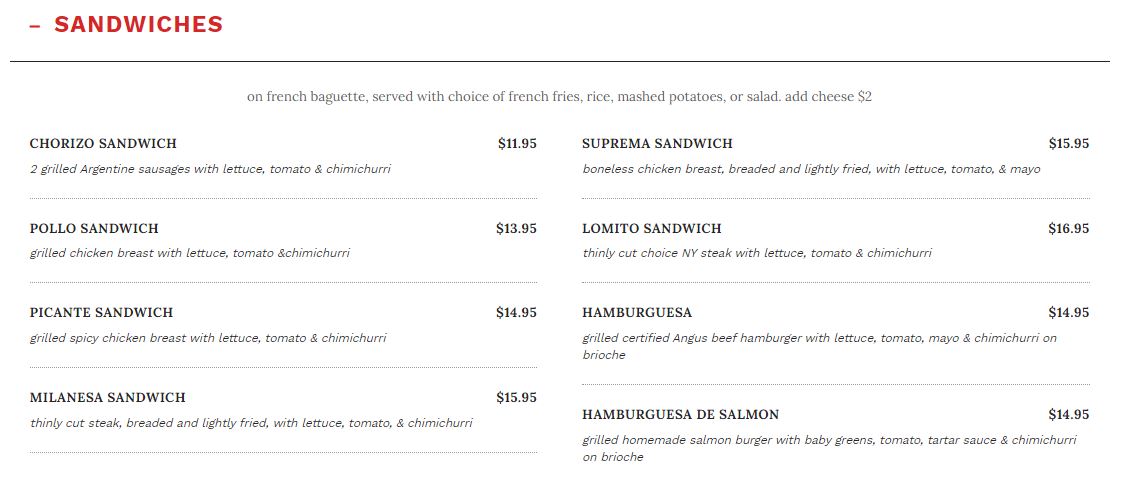 – SANDWICHES
on french baguette, served with choice of french fries, rice, mashed potatoes, or salad. add cheese $2
CHORIZO SANDWICH $11.95
2 grilled Argentine sausages with lettuce, tomato & chimichurri
POLLO SANDWICH $13.95
grilled chicken breast with lettuce, tomato &chimichurri
PICANTE SANDWICH $14.95
grilled spicy chicken breast with lettuce, tomato & chimichurri
MILANESA SANDWICH $15.95
thinly cut steak, breaded and lightly fried, with lettuce, tomato, & chimichurri
SUPREMA SANDWICH $15.95
boneless chicken breast, breaded and lightly fried, with lettuce, tomato, & mayo
LOMITO SANDWICH $16.95
thinly cut choice NY steak with lettuce, tomato & chimichurri
HAMBURGUESA $14.95
grilled certified Angus beef hamburger with lettuce, tomato, mayo & chimichurri on
brioche
HAMBURGUESA DE SALMON $14.95
grilled homemade salmon burger with baby greens, tomato, tartar sauce & chimichurri
on brioche